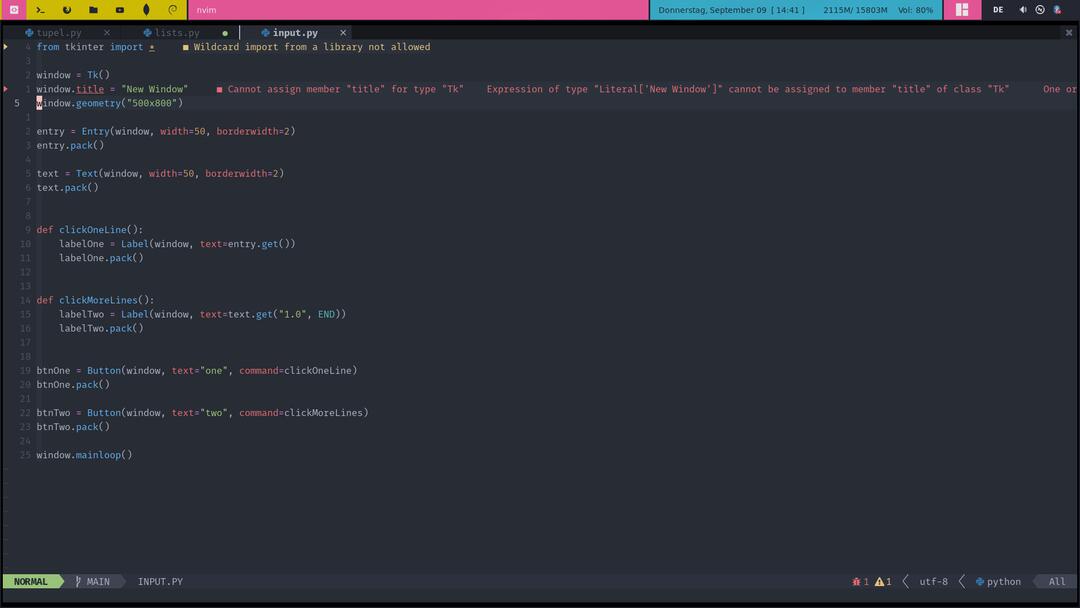 nvim
Donnerstag, September 09 [ 14:41 ] 2115M/ 15803M Vol: 80%
DE
tupel.py
lists.py
input.py
4 from tkinter import * ■ Wildcard import from a library not allowed
3
2 window = Tk()
1 window.title = "New Window" ■ Cannot assign member "title" for type "Tk" Expression of type "Literal['New Window']" cannot be assigned to member "title" of class "Tk" One or
5 window.geometry("500x800")
1
2 entry = Entry(window, width=50, borderwidth=2)
3 entry.pack()
4
5 text = Text(window, width=50, borderwidth=2)
6 text.pack()
7
8
9 def clickOneLine():
10 labelOne = Label(window, text=entry.get())
11 labelOne.pack()
12
13
14 def clickMoreLines():
15 labelTwo = Label(window, text=text.get("1.0", END))
16 labelTwo.pack()
17
18
19 btnOne = Button(window, text="one", command=clickOneLine)
20 btnOne.pack()
21
22 btnTwo = Button(window, text="two", command=clickMoreLines)
23 btnTwo.pack()
24
25 window.mainloop()
NORMAL MAIN INPUT.PY 1 1 utf-8 python All